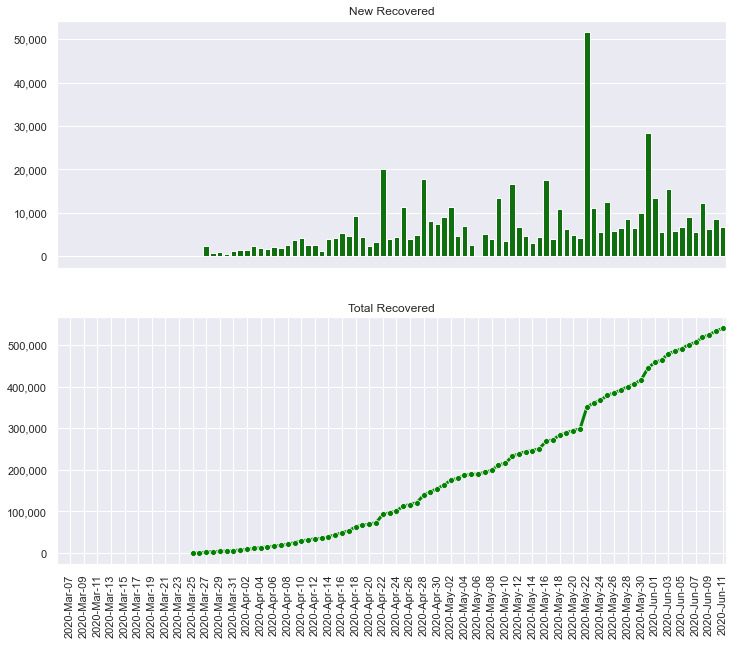 New Recovered
50,000
40,000
30,000
20,000
10,000
0
Total Recovered
500,000
400,000
300,000
200,000
100,000
0
2020-Mar-07
2020-Mar-09
2020-Mar-11
2020-Mar-13
2020-Mar-15
2020-Mar-17
2020-Mar-19
2020-Mar-21
2020-Mar-23
2020-Mar-25
2020-Mar-27
2020-Mar-29
2020-Mar-31
2020-Apr-02
2020-Apr-04
2020-Apr-06
2020-Apr-08
2020-Apr-10
2020-Apr-12
2020-Apr-14
2020-Apr-16
2020-Apr-18
2020-Apr-20
2020-Apr-22
2020-Apr-24
2020-Apr-26
2020-Apr-28
2020-Apr-30
2020-May-02
2020-May-04
2020-May-06
2020-May-08
2020-May-10
2020-May-12
2020-May-14
2020-May-16
2020-May-18
2020-May-20
2020-May-22
2020-May-24
2020-May-26
2020-May-28
2020-May-30
2020-Jun-01
2020-Jun-03
2020-Jun-05
2020-Jun-07
2020-Jun-09
2020-Jun-11